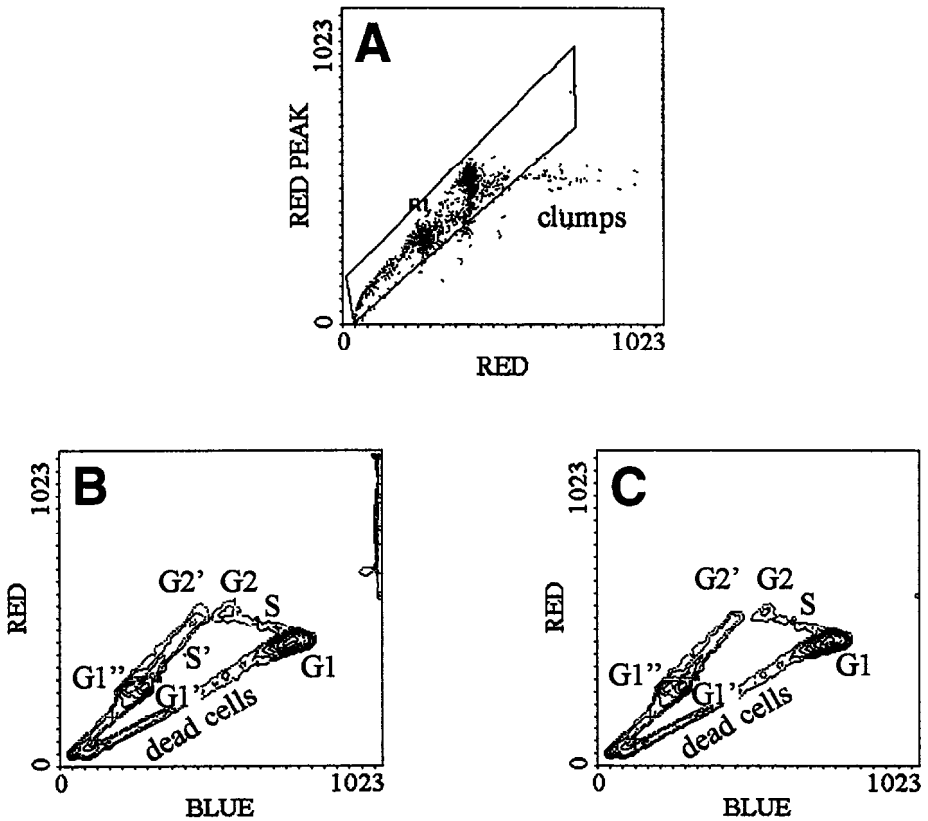 A
1023
RED PEAK
R1
clumps
0
0
1023
RED
B
1023
RED
G2’ G2
S
S’
G1’’
G1’
G1
dead cells
0
0
1023
BLUE
C
1023
RED
G2’ G2
S
G1’’
G1’
G1
dead cells
0
0
1023
BLUE